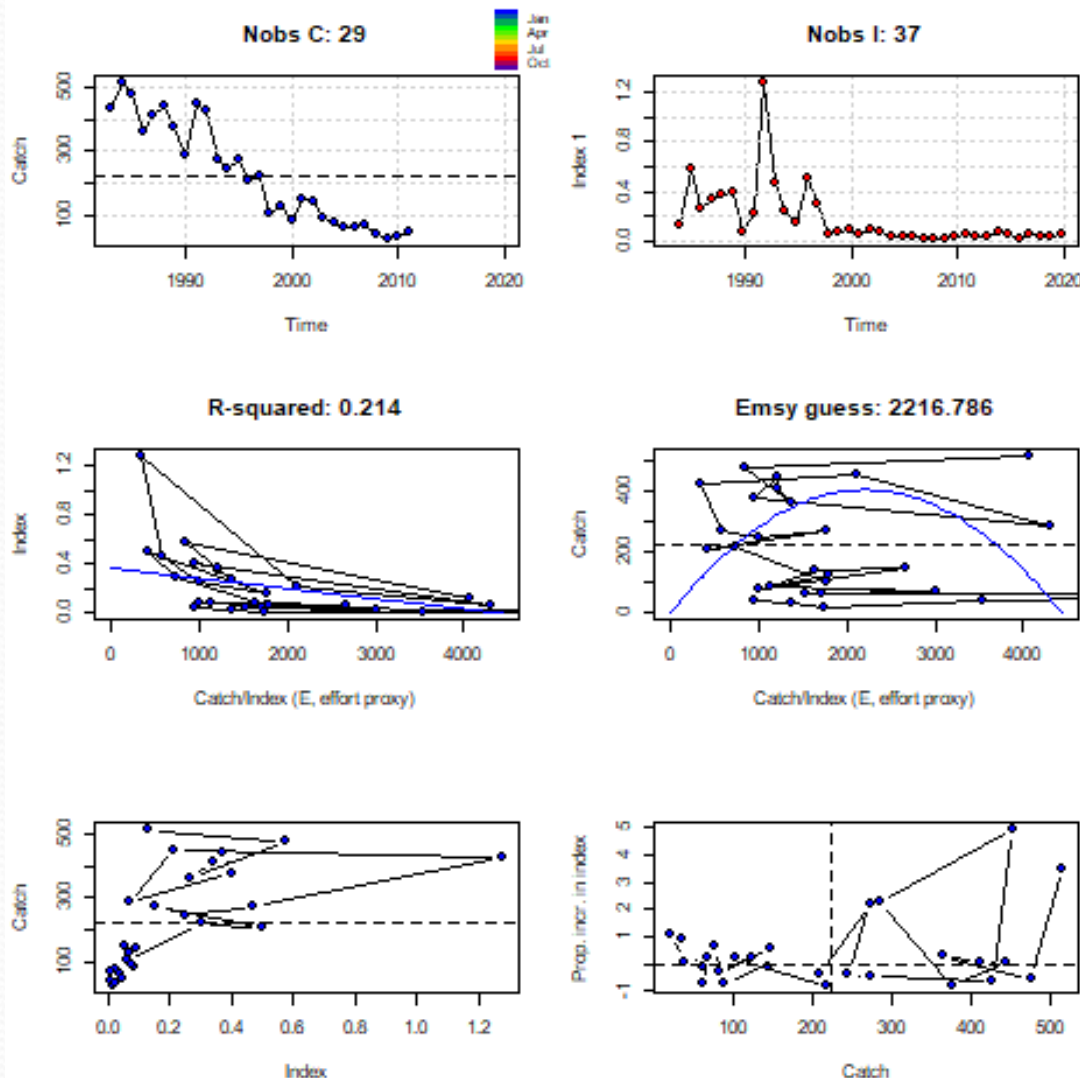 Nobs C: 29
Jan
Apr
Jul
Oct
Nobs I: 37
Catch
500
300
100
1990
2000
2010
2020
Time
Index 1
1.2
0.8
0.4
0.0
1990
2000
2010
2020
Time
R-squared: 0.214
Index
1.2
0.8
0.4
0.0
0
1000
2000
3000
4000
Catch/Index (E, effort proxy)
Emsy guess: 2216.786
Catch
400
200
0
0
1000
2000
3000
4000
Catch/Index (E, effort proxy)
Catch
500
300
100
0.0
0.2
0.4
0.6
0.8
1.0
1.2
Index
Prop. incr. in index
5
4
3
2
1
-1
100
200
300
400
500
Catch